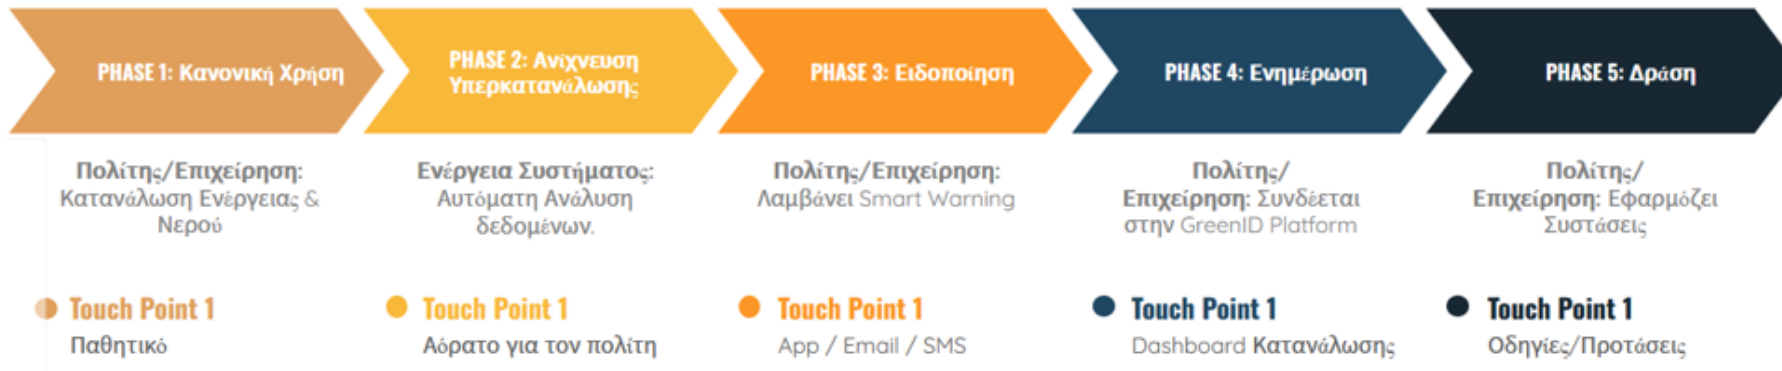 PHASE 1: Κανονική Χρήση
PHASE 2: Ανίχνευση
Υπερκατανάλωσης
PHASE 3: Ειδοποίηση
PHASE 4: Ενημέρωση
PHASE 5: Δράση
Πολίτης/Επιχείρηση:
Κατανάλωση Ενέργειας &
Νερού
Ενέργεια Συστήματος:
Αυτόματη Ανάλυση
δεδομένων.
Πολίτης/Επιχείρηση:
Λαμβάνει Smart Warning
Πολίτης/
Επιχείρηση: Συνδέεται
στην GreenID Platform
Πολίτης/
Επιχείρηση: Εφαρμόζει
Συστάσεις
Touch Point 1
Παθητικό
Touch Point 1
Αόρατο για τον πολίτη
Touch Point 1
App / Email / SMS
Touch Point 1
Dashboard Κατανάλωσης
Touch Point 1
Οδηγίες/Προτάσεις